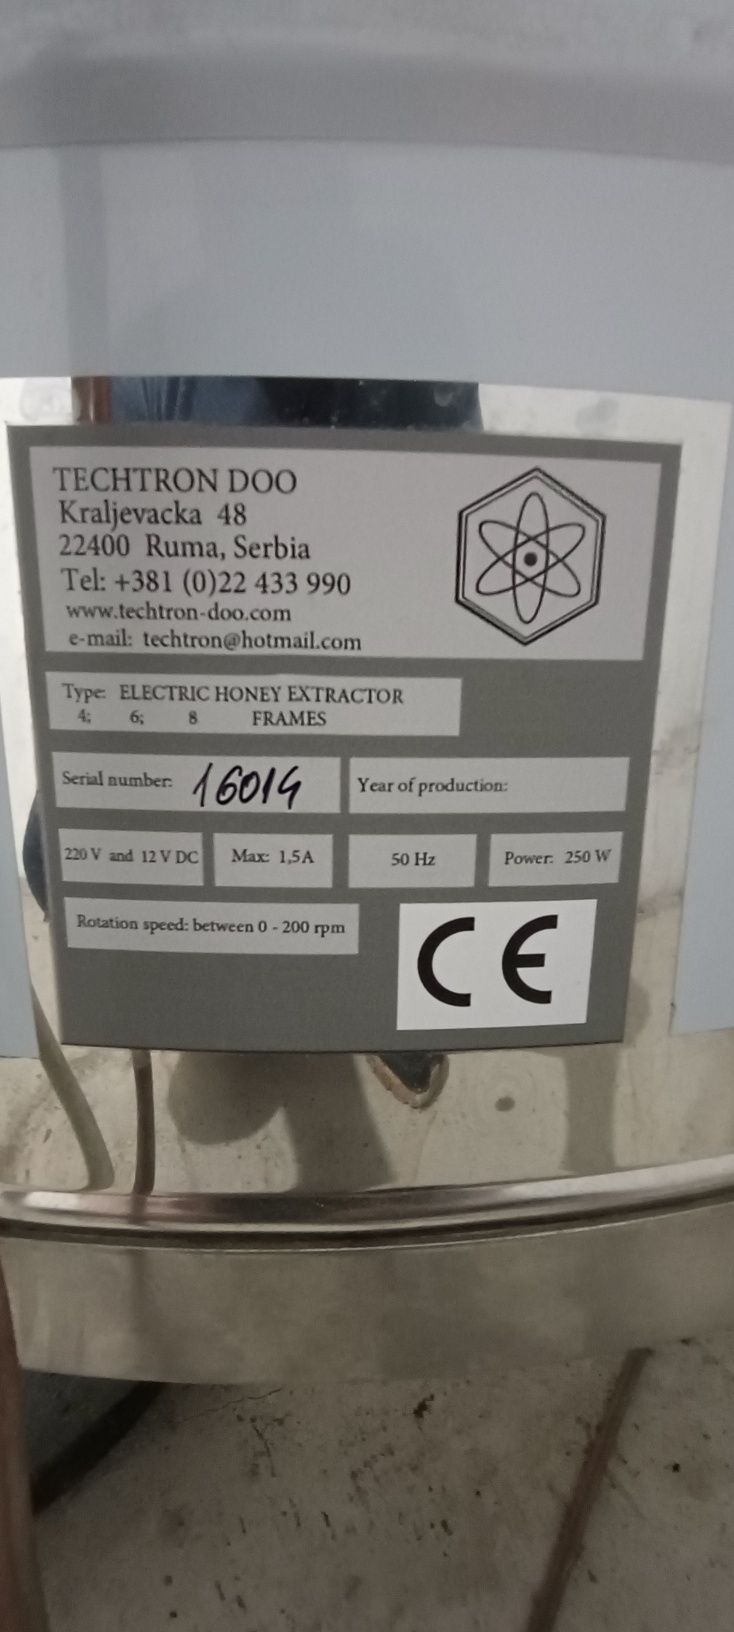 TECHTRON DOO
Kraljevacka 48
22400 Ruma, Serbia
Tel: +381 (0)22 433 990
www.techtron-doo.com
e-mail: techtron@hotmail.com
Type: ELECTRIC HONEY EXTRACTOR
4; 6; 8 FRAMES
Serial number: 16014
Year of production:
220 V and 12 V DC
Max: 1,5A
50 Hz
Power: 250 W
Rotation speed: between 0 - 200 rpm
CE